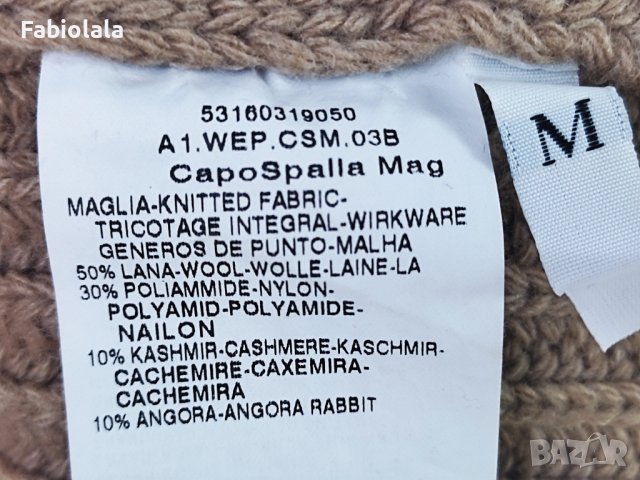 Fabiolala
53160319050
A1.WEP.CSM.03B
CapoSpalla Mag
MAGLIA-KNITTED FABRIC-
TRICOTAGE INTEGRAL-WIRKWARE
GENEROS DE PUNTO-MALHA
50% LANA-WOOL-WOLLE-LAINE-LA
30% POLIAMMIDE-NYLON-
POLYAMID-POLYAMIDE-
NAILON
10% KASHMIR-CASHMERE-KASCHMIR-
CACHEMIRE-CAXEMIRA-
CACHEMIRA
10% ANGORA-ANGORA RABBIT
M
BAZAR